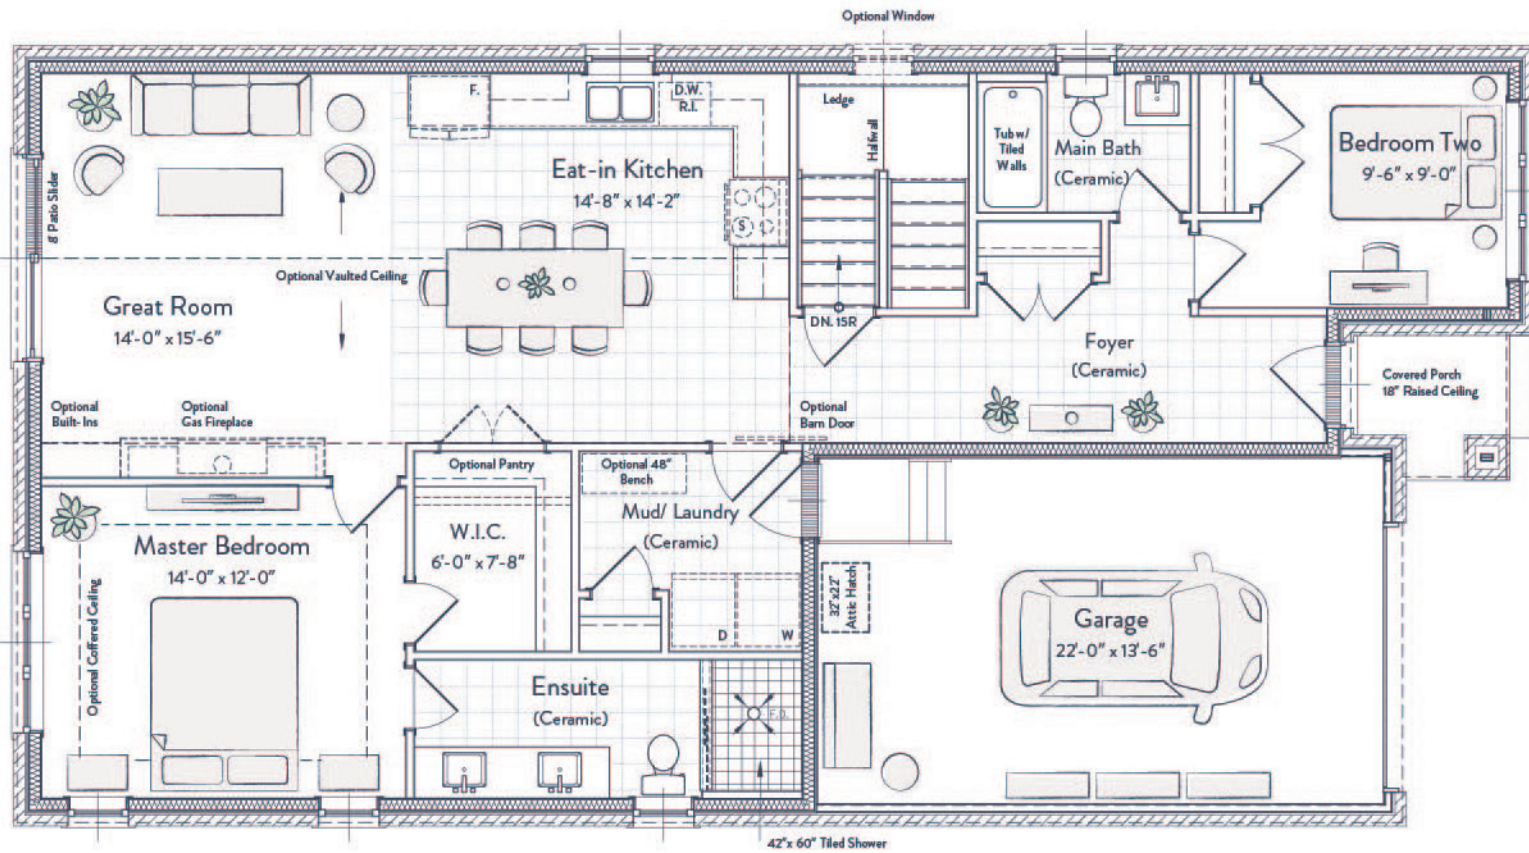 Optional Window
F.
D.W.
R.I.
Ledge
Halfwall
Tub w/
Tiled
Walls
Main Bath
(Ceramic)
Bedroom Two
9'-6" x 9'-0"
Eat-in Kitchen
14'-8" x 14'-2"
S
8' Patio Slider
Optional Vaulted Ceiling
Great Room
14'-0" x 15'-6"
DN. 15R
Foyer
(Ceramic)
Covered Porch
18" Raised Ceiling
Optional
Built-Ins
Optional
Gas Fireplace
Optional
Barn Door
Optional Pantry
Optional 48"
Bench
Mud/ Laundry
(Ceramic)
W.I.C.
6'-0" x 7'-8"
Master Bedroom
14'-0" x 12'-0"
Optional Coffered Ceiling
32"x22"
Attic Hatch
D
W
Garage
22'-0" x 13'-6"
Ensuite
(Ceramic)
F.D.
42"x 60" Tiled Shower